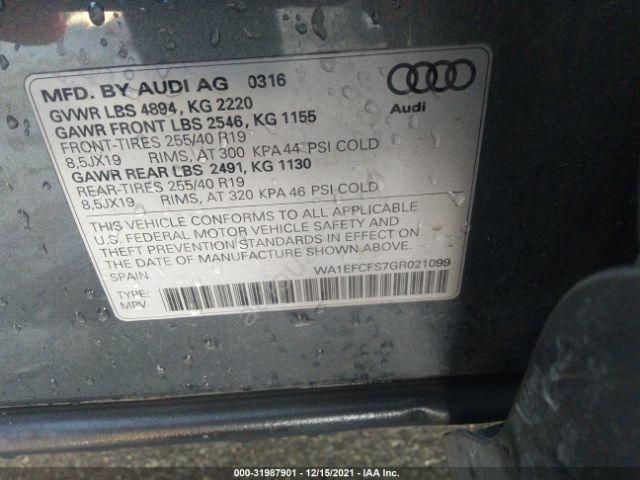 MFD. BY AUDI AG 0316
GVWR LBS 4894, KG 2220
GAWR FRONT LBS 2546, KG 1155
FRONT-TIRES 255/40 R19
8,5JX19 RIMS, AT 300 KPA 44 PSI COLD
GAWR REAR LBS 2491, KG 1130
REAR-TIRES 255/40 R19
8,5JX19 RIMS, AT 320 KPA 46 PSI COLD
Audi
THIS VEHICLE CONFORMS TO ALL APPLICABLE
U.S. FEDERAL MOTOR VEHICLE SAFETY AND
THEFT PREVENTION STANDARDS IN EFFECT ON
THE DATE OF MANUFACTURE SHOWN ABOVE.
SPAIN WA1EFCFS7GR021099
TYPE:
MPV
000-31987901 - 12/15/2021 - IAA Inc.